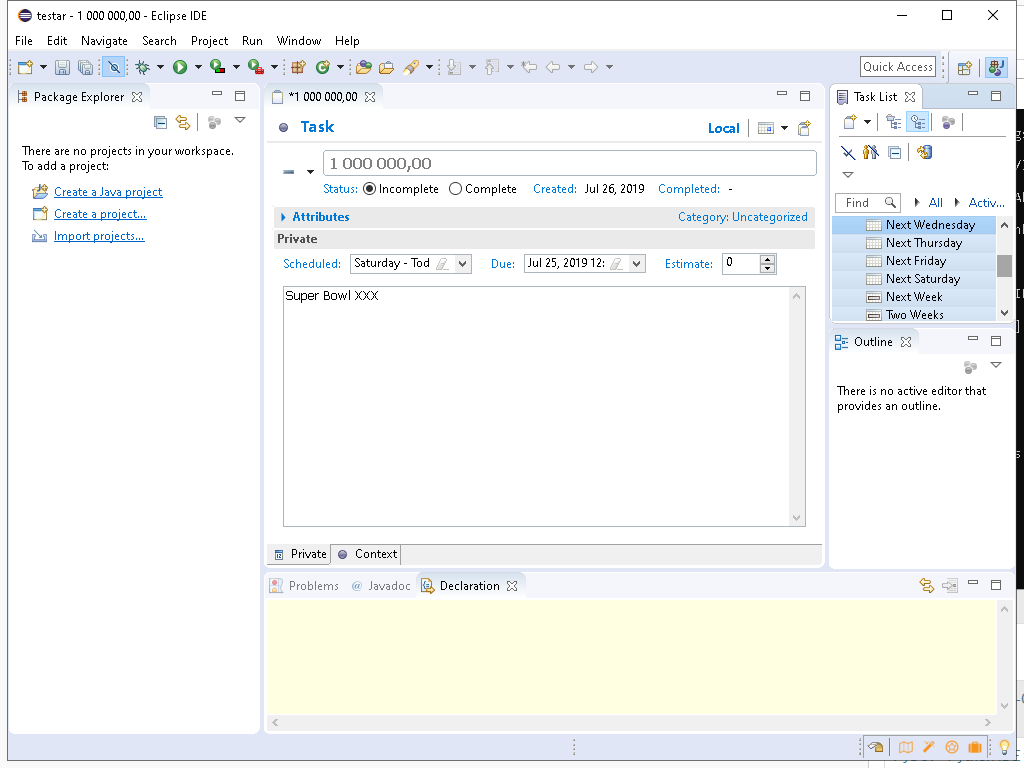 testar - 1 000 000,00 - Eclipse IDE
File Edit Navigate Search Project Run Window Help
Quick Access
Package Explorer
There are no projects in your workspace.
To add a project:
Create a Java project
Create a project...
Import projects...
*1 000 000,00
Task
Local
1 000 000,00
Status: Incomplete Complete Created: Jul 26, 2019 Completed: -
Attributes Category: Uncategorized
Private
Scheduled: Saturday - Tod Due: Jul 25, 2019 12: Estimate: 0
Super Bowl XXX
Private Context
Problems @ Javadoc Declaration
Task List
Find All Activ...
Next Wednesday
Next Thursday
Next Friday
Next Saturday
Next Week
Two Weeks
Outline
There is no active editor that
provides an outline.